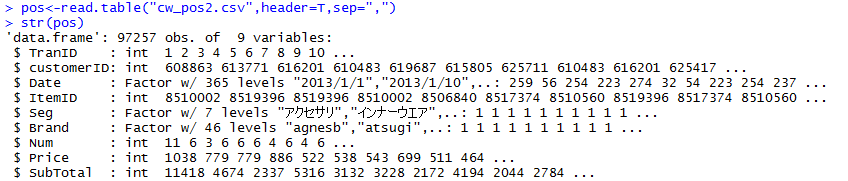 > pos<-read.table("cw_pos2.csv",header=T,sep=",")
> str(pos)
'data.frame': 97257 obs. of  9 variables:
 $ TranID    : int  1 2 3 4 5 6 7 8 9 10 ...
 $ customerID: int  608863 613771 616201 610483 619687 615805 625711 610483 616201 625417 ...
 $ Date      : Factor w/ 365 levels "2013/1/1","2013/1/10",..: 259 56 254 223 274 32 54 223 254 237 ...
 $ ItemID    : int  8510002 8519396 8519396 8510002 8506840 8517374 8510560 8519396 8517374 8510560 ...
 $ Seg       : Factor w/ 7 levels "アクセサリ","インナーウエア",..: 1 1 1 1 1 1 1 1 1 1 ...
 $ Brand     : Factor w/ 46 levels "agnesb","atsugi",..: 1 1 1 1 1 1 1 1 1 1 ...
 $ Num       : int  11 6 3 6 6 6 4 6 4 6 ...
 $ Price     : int  1038 779 779 886 522 538 543 699 511 464 ...
 $ SubTotal  : int  11418 4674 2337 5316 3132 3228 2172 4194 2044 2784 ...